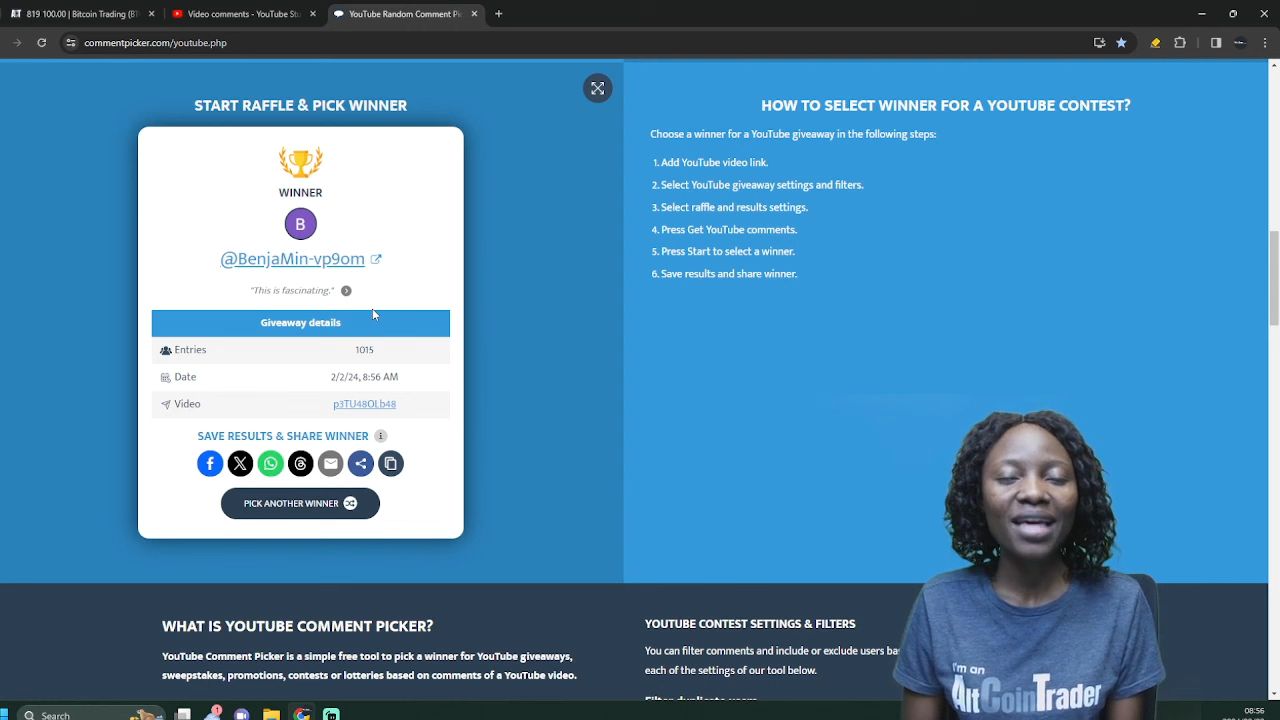 819 100.00 | Bitcoin Trading (BT
Video comments - YouTube Stu
YouTube Random Comment Pic
commentpicker.com/youtube.php
START RAFFLE & PICK WINNER
WINNER
B
@BenjaMin-vp9om
"This is fascinating."
Giveaway details
Entries 1015
Date 2/2/24, 8:56 AM
Video p3TU48OLb48
SAVE RESULTS & SHARE WINNER
PICK ANOTHER WINNER
HOW TO SELECT WINNER FOR A YOUTUBE CONTEST?
Choose a winner for a YouTube giveaway in the following steps:
1. Add YouTube video link.
2. Select YouTube giveaway settings and filters.
3. Select raffle and results settings.
4. Press Get YouTube comments.
5. Press Start to select a winner.
6. Save results and share winner.
WHAT IS YOUTUBE COMMENT PICKER?
YouTube Comment Picker is a simple free tool to pick a winner for YouTube giveaways,
sweepstakes, promotions, contests or lotteries based on comments of a YouTube video.
YOUTUBE CONTEST SETTINGS & FILTERS
You can filter comments and include or exclude users bas
each of the settings of our tool below.
I'm an
AltCoinTrader
Search
08:56